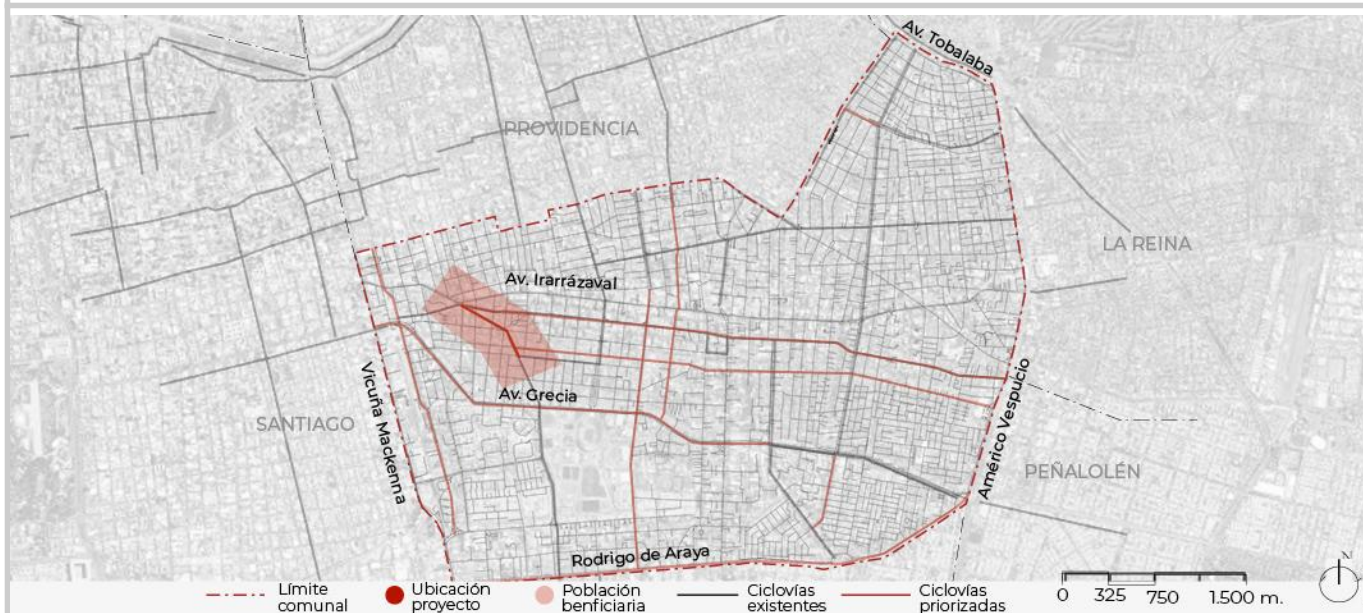 Av. Tobalaba
PROVIDENCIA
LA REINA
Av. Irarrázaval
Av. Grecia
Vicuña Mackenna
SANTIAGO
Américo Vespucio
PEÑALOLÉN
Rodrigo de Araya
Límite
comunal
Ubicación
proyecto
Población
benficiaria
Ciclovías
existentes
Ciclovías
priorizadas
0 325 750 1.500 m.
N